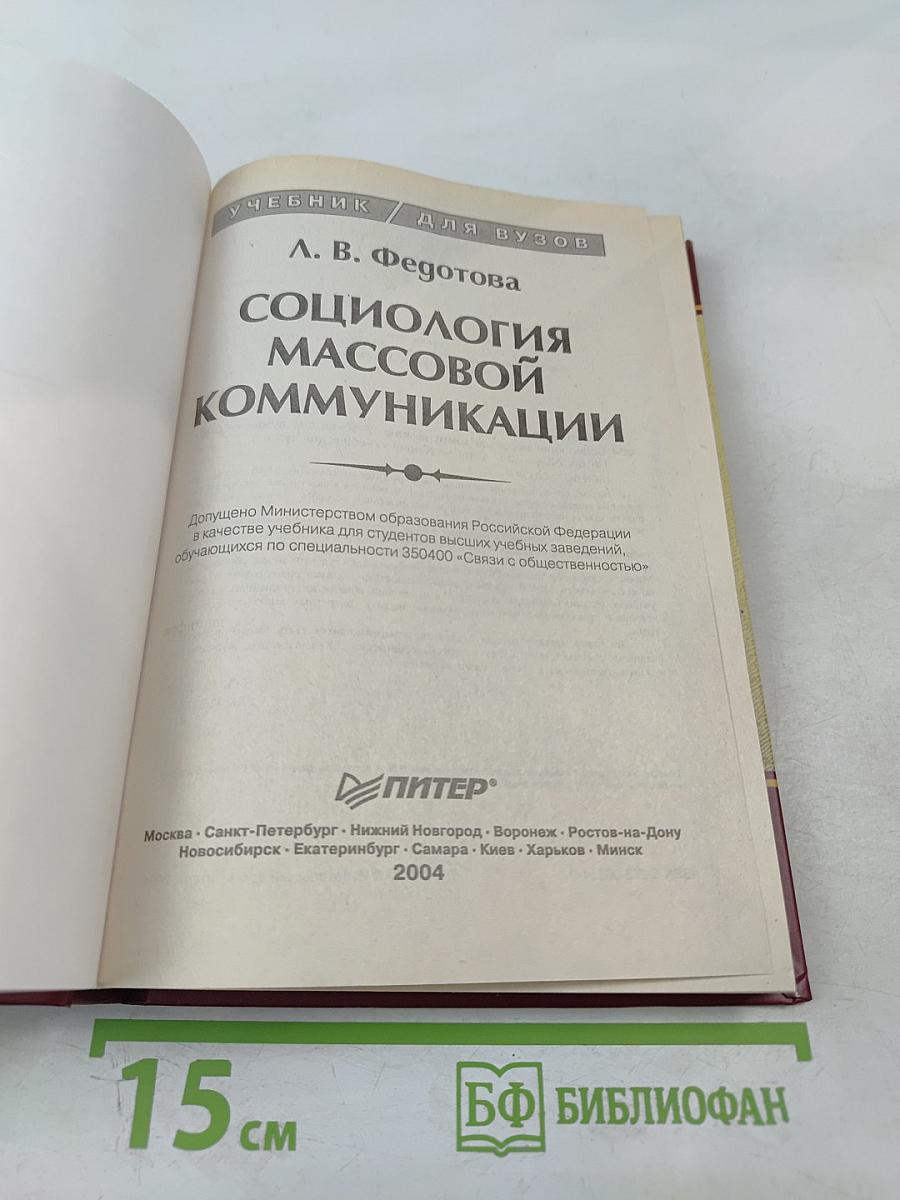 УЧЕБНИК / ДЛЯ ВУЗОВ
Л. В. Федотова
СОЦИОЛОГИЯ
МАССОВОЙ
КОММУНИКАЦИИ
Допущено Министерством образования Российской Федерации
в качестве учебника для студентов высших учебных заведений,
обучающихся по специальности 350400 «Связи с общественностью»
ПИТЕР®
Москва · Санкт-Петербург · Нижний Новгород · Воронеж · Ростов-на-Дону
Новосибирск · Екатеринбург · Самара · Киев · Харьков · Минск
2004
15 см
БФ БИБЛИОФАН